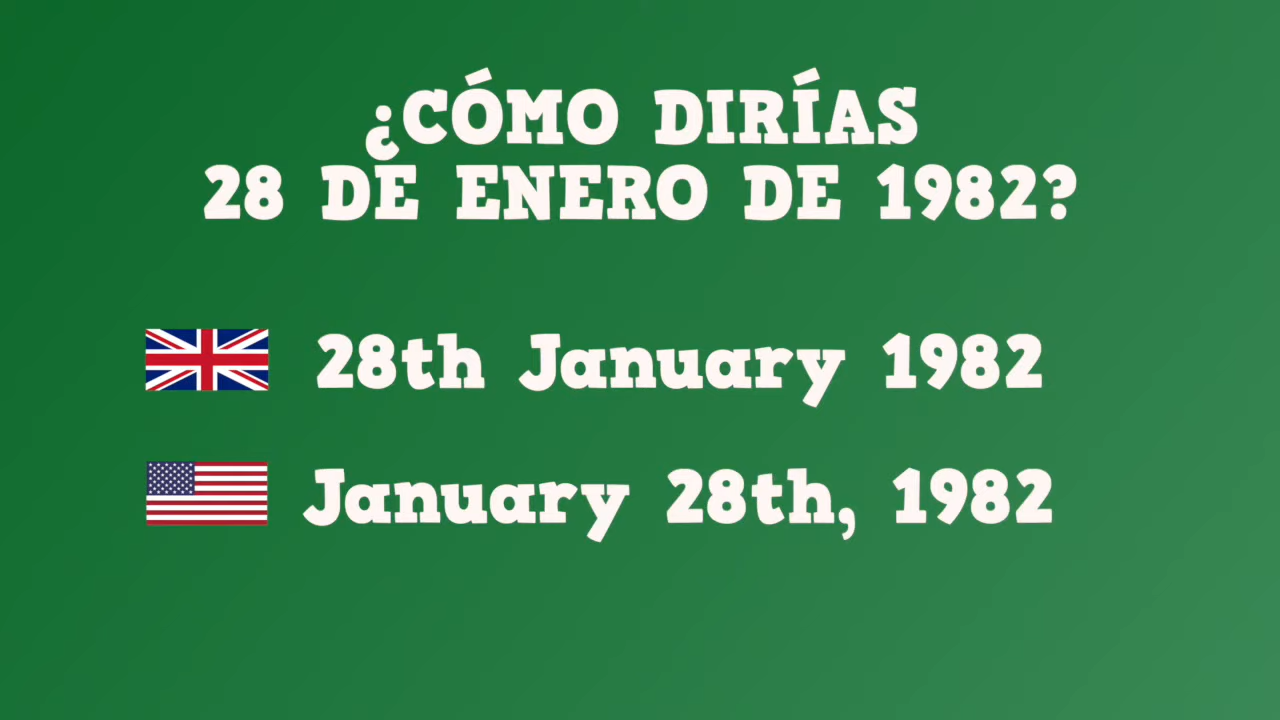 ¿CÓMO DIRÍAS
28 DE ENERO DE 1982?
28th January 1982
January 28th, 1982